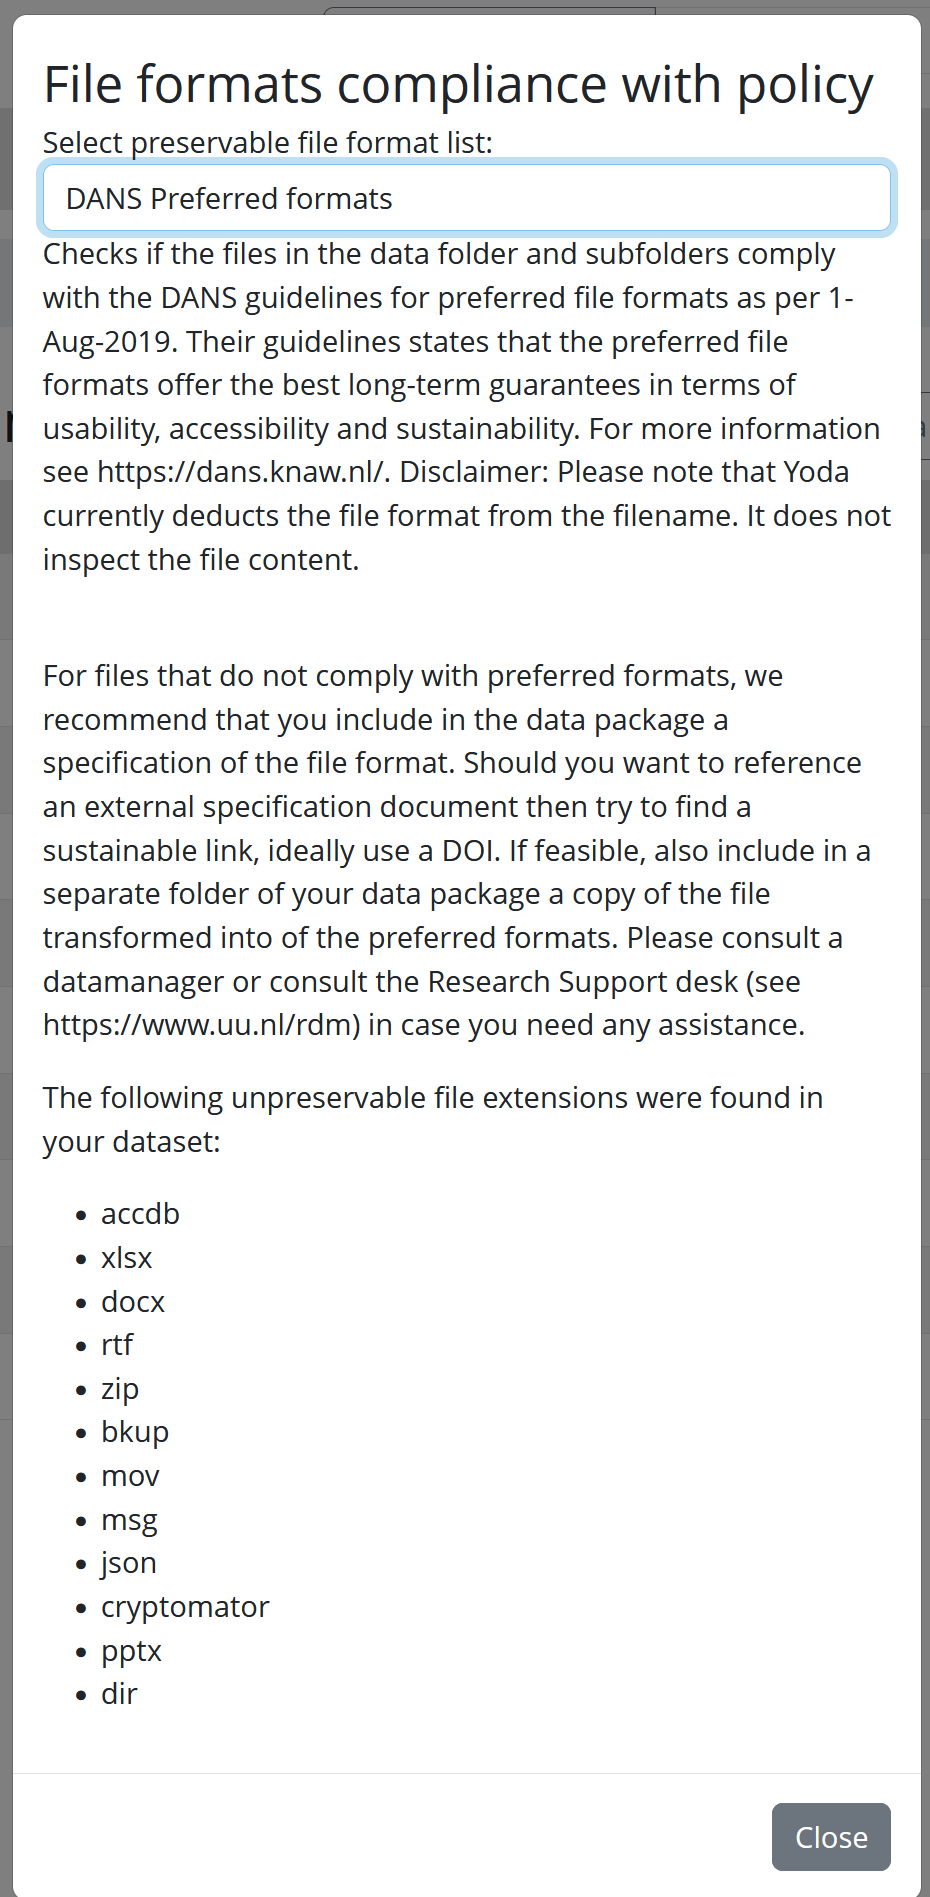 File formats compliance with policy
Select preservable file format list:
DANS Preferred formats
Checks if the files in the data folder and subfolders comply
with the DANS guidelines for preferred file formats as per 1-
Aug-2019. Their guidelines states that the preferred file
formats offer the best long-term guarantees in terms of
usability, accessibility and sustainability. For more information
see https://dans.knaw.nl/. Disclaimer: Please note that Yoda
currently deducts the file format from the filename. It does not
inspect the file content.
For files that do not comply with preferred formats, we
recommend that you include in the data package a
specification of the file format. Should you want to reference
an external specification document then try to find a
sustainable link, ideally use a DOI. If feasible, also include in a
separate folder of your data package a copy of the file
transformed into of the preferred formats. Please consult a
datamanager or consult the Research Support desk (see
https://www.uu.nl/rdm) in case you need any assistance.
The following unpreservable file extensions were found in
your dataset:
• accdb
• xlsx
• docx
• rtf
• zip
• bkup
• mov
• msg
• json
• cryptomator
• pptx
• dir
Close